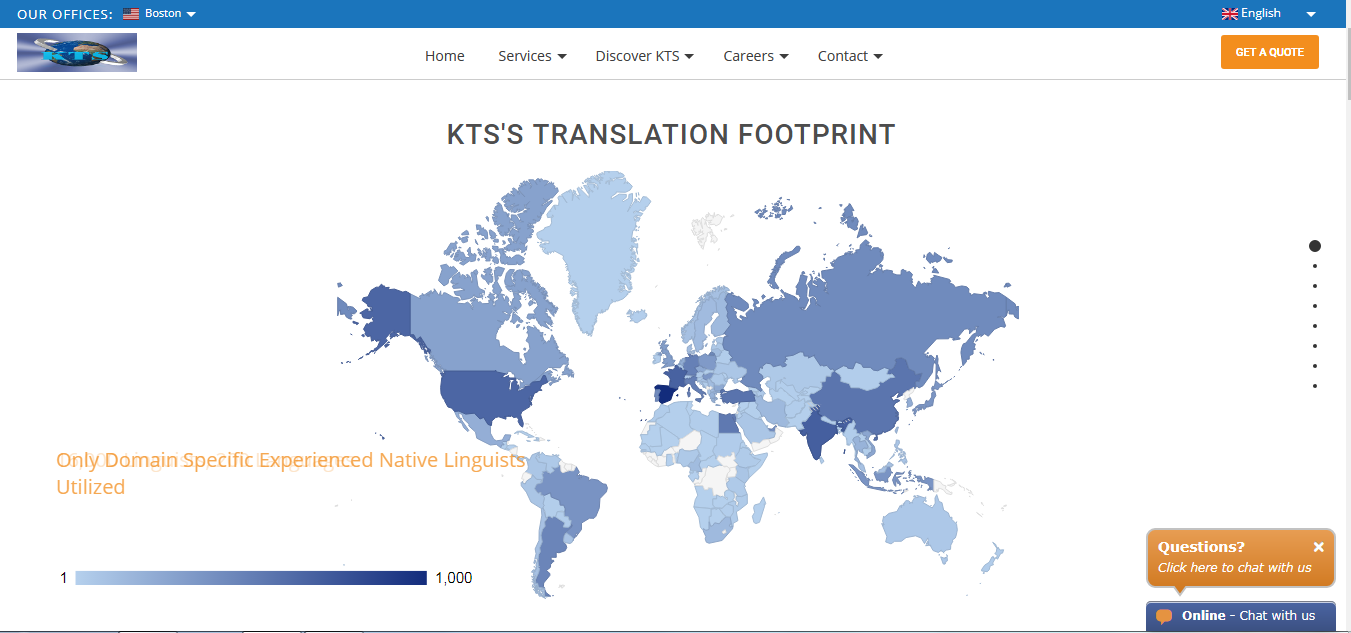 OUR OFFICES: Boston
English
KTS
Home Services Discover KTS Careers Contact
GET A QUOTE
KTS'S TRANSLATION FOOTPRINT
Only Domain Specific Experienced Native Linguists
Utilized
1 1,000
Questions?
Click here to chat with us
Online - Chat with us